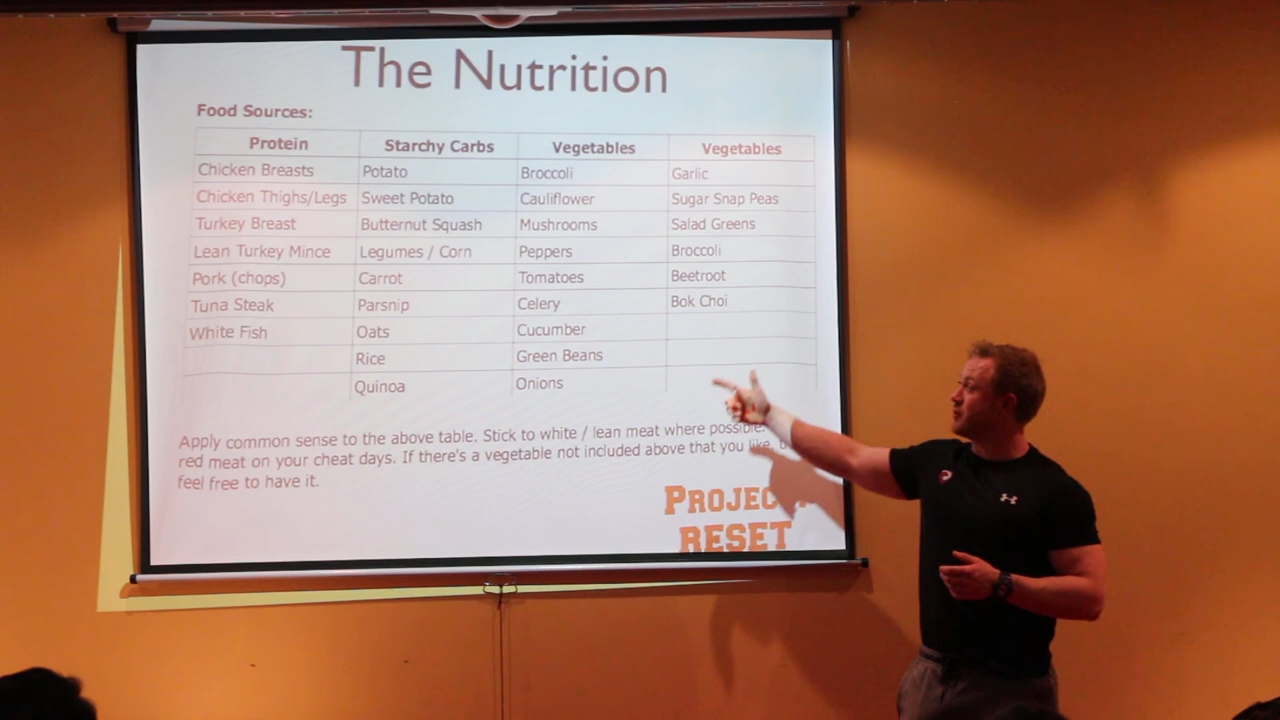 The Nutrition
Food Sources:
Protein Starchy Carbs Vegetables Vegetables
Chicken Breasts Potato Broccoli Garlic
Chicken Thighs/Legs Sweet Potato Cauliflower Sugar Snap Peas
Turkey Breast Butternut Squash Mushrooms Salad Greens
Lean Turkey Mince Legumes / Corn Peppers Broccoli
Pork (chops) Carrot Tomatoes Beetroot
Tuna Steak Parsnip Celery Bok Choi
White Fish Oats Cucumber
Rice Green Beans
Quinoa Onions
Apply common sense to the above table. Stick to white / lean meat where possible.
red meat on your cheat days. If there's a vegetable not included above that you like,
feel free to have it.
PROJECT
RESET